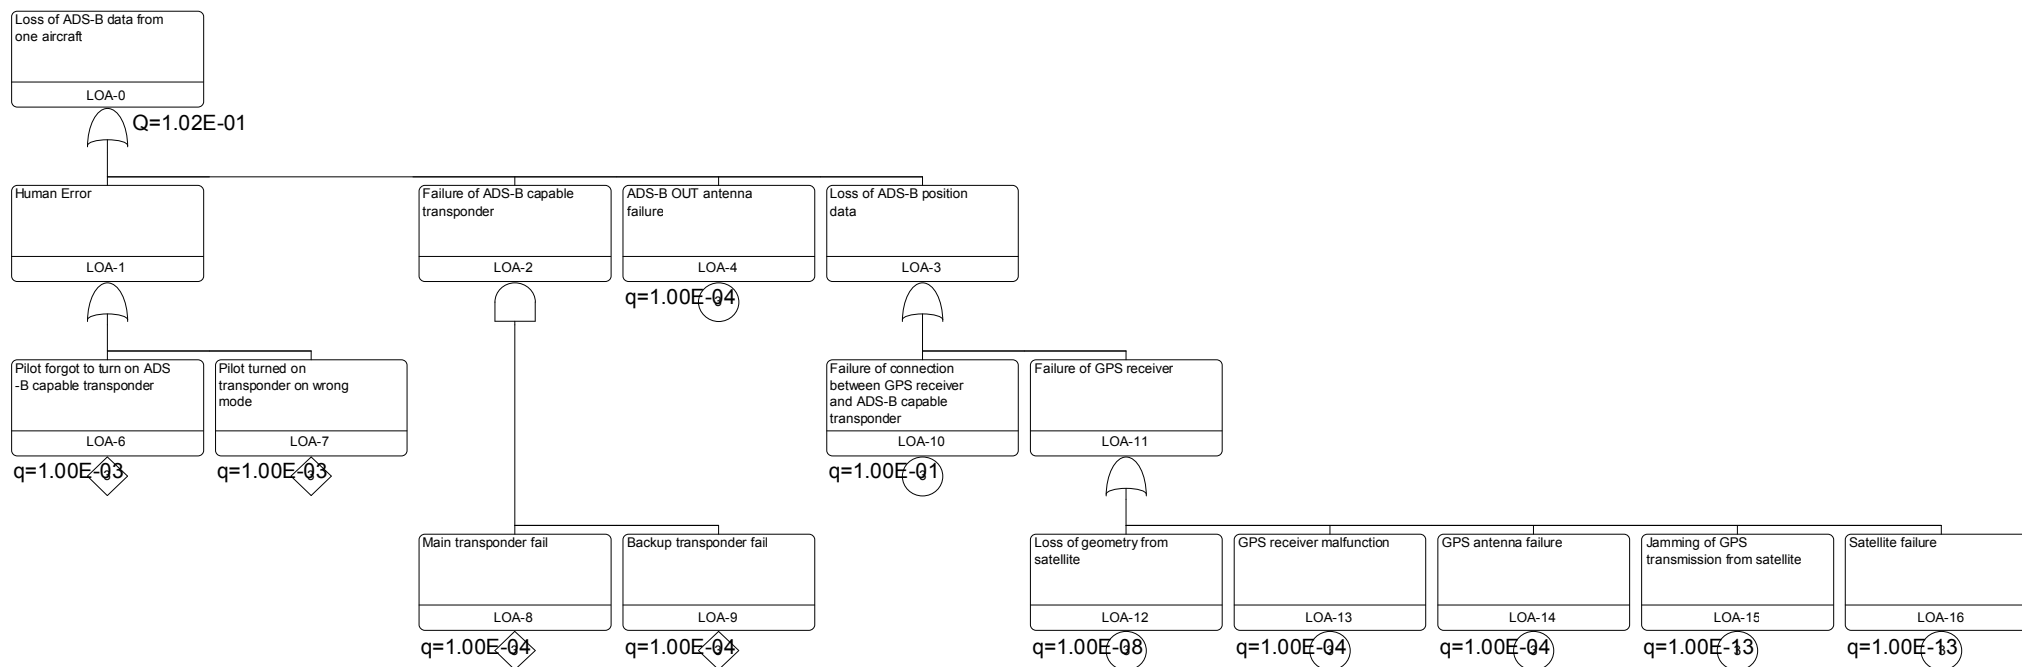 Loss of ADS-B data from
one aircraft
LOA-0
Q=1.02E-01
Human Error
LOA-1
Failure of ADS-B capable
transponder
LOA-2
ADS-B OUT antenna
failure
LOA-4
q=1.00E-04
Loss of ADS-B position
data
LOA-3
Pilot forgot to turn on ADS
-B capable transponder
LOA-6
q=1.00E-03
Pilot turned on
transponder on wrong
mode
LOA-7
q=1.00E-03
Failure of connection
between GPS receiver
and ADS-B capable
transponder
LOA-10
q=1.00E-01
Failure of GPS receiver
LOA-11
Main transponder fail
LOA-8
q=1.00E-04
Backup transponder fail
LOA-9
q=1.00E-04
Loss of geometry from
satellite
LOA-12
q=1.00E-08
GPS receiver malfunction
LOA-13
q=1.00E-04
GPS antenna failure
LOA-14
q=1.00E-04
Jamming of GPS
transmission from satellite
LOA-15
q=1.00E-13
Satellite failure
LOA-16
q=1.00E-13